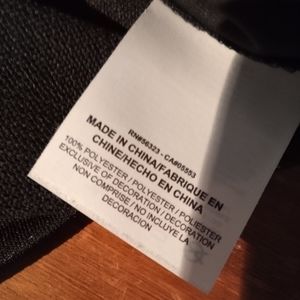 RN#56323 - CA#05553
MADE IN CHINA/FABRIQUE EN
CHINE/HECHO EN CHINA
100% POLYESTER / POLYESTER / POLIESTER
EXCLUSIVE OF DECORATION / DECORATION
NON COMPRISE / NO INCLUYE LA
DECORACION